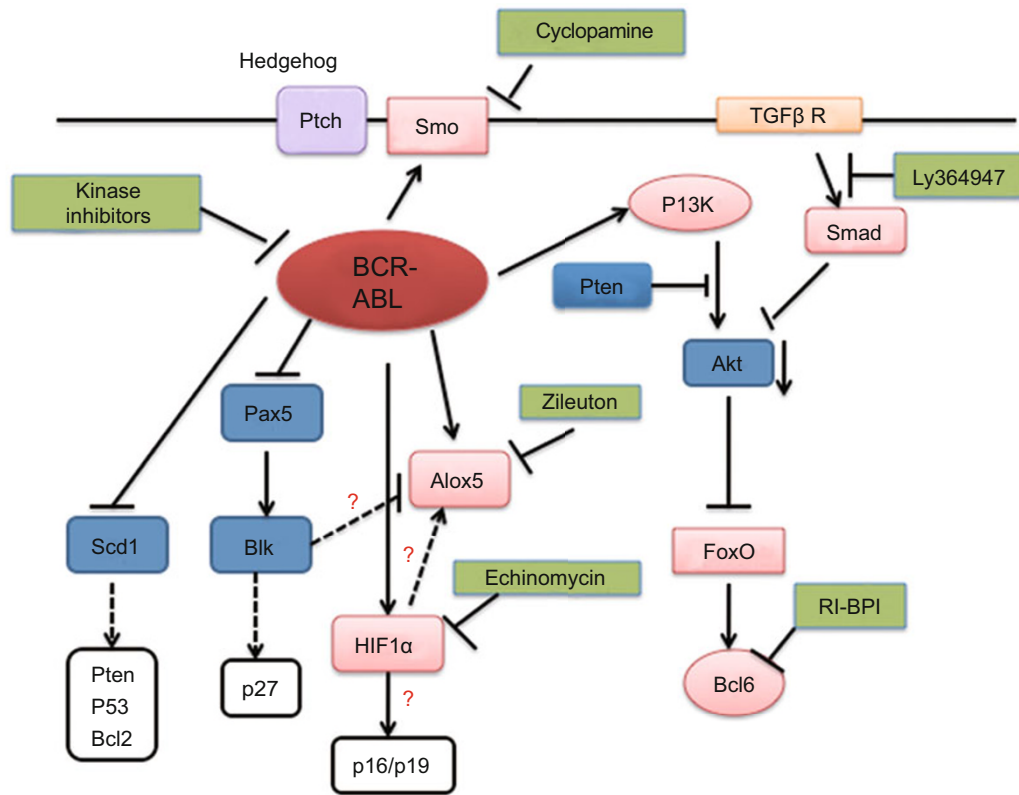 Cyclopamine
Hedgehog
Ptch
Smo
TGFβ R
Kinase
inhibitors
Ly364947
P13K
Smad
BCR-
ABL
Pten
Akt
Pax5
Zileuton
Alox5
?
Scd1
Blk
?
FoxO
Echinomycin
RI-BPI
HIF1α
Pten
P53
Bcl2
p27
?
Bcl6
p16/p19